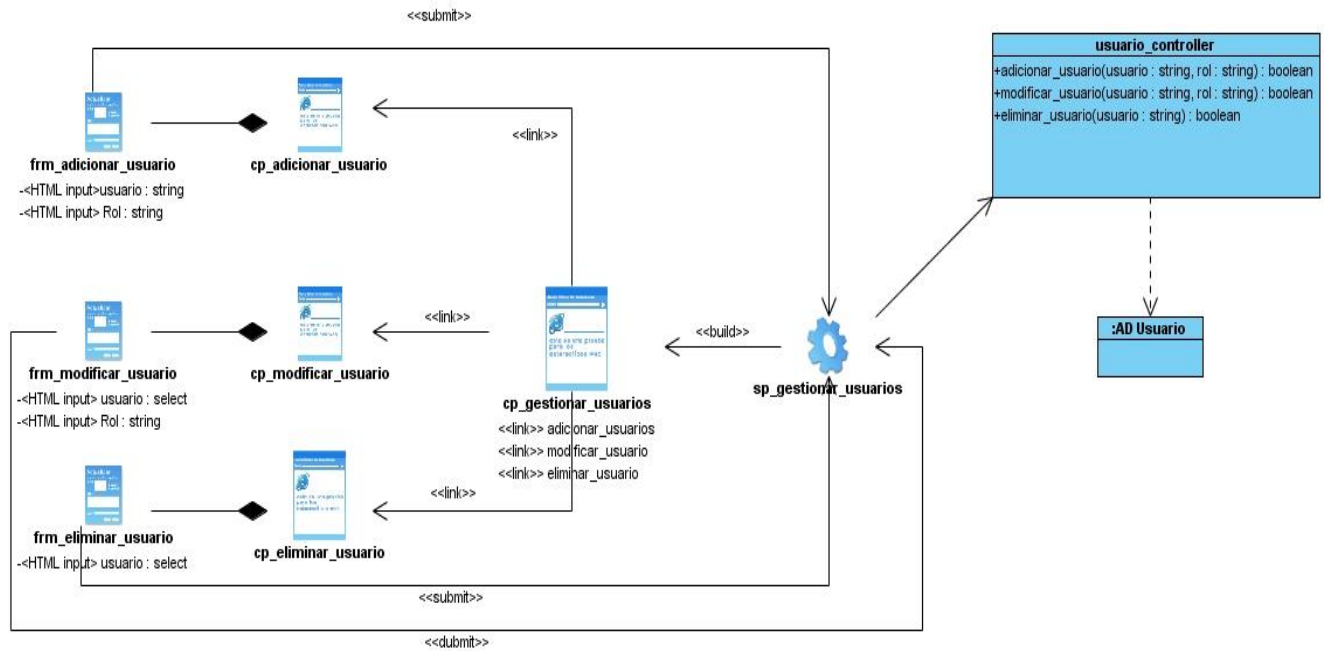 <<submit>>
usuario_controller
+adicionar_usuario(usuario : string, rol : string) : boolean
+modificar_usuario(usuario : string, rol : string) : boolean
+eliminar_usuario(usuario : string) : boolean
<<link>>
frm_adicionar_usuario
cp_adicionar_usuario
-<HTML input>usuario : string
-<HTML input> Rol : string
<<link>>
<<build>>
:AD Usuario
frm_modificar_usuario
cp_modificar_usuario
sp_gestionar_usuarios
-<HTML input> usuario : select
-<HTML input> Rol : string
cp_gestionar_usuarios
<<link>> adicionar_usuarios
<<link>> modificar_usuario
<<link>> eliminar_usuario
<<link>>
frm_eliminar_usuario
cp_eliminar_usuario
-<HTML input> usuario : select
<<submit>>
<<dubmit>>